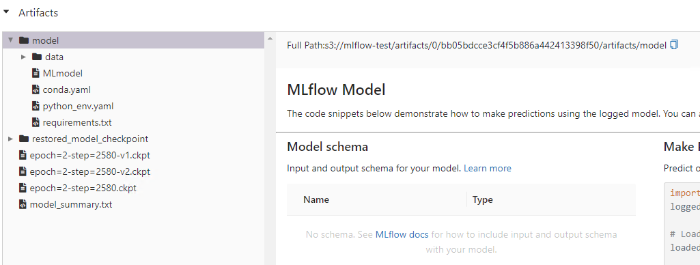 Artifacts
model
data
MLmodel
conda.yaml
python_env.yaml
requirements.txt
restored_model_checkpoint
epoch=2-step=2580-v1.ckpt
epoch=2-step=2580-v2.ckpt
epoch=2-step=2580.ckpt
model_summary.txt
Full Path:s3://mlflow-test/artifacts/0/bb05bdcce3cf4f5b886a442413398f50/artifacts/model
MLflow Model
The code snippets below demonstrate how to make predictions using the logged model. You can a
Model schema
Input and output schema for your model. Learn more
Name Type
No schema. See MLflow docs for how to include input and output schema
with your model.
Make
Predict o
impor
logged
# Load
loaded